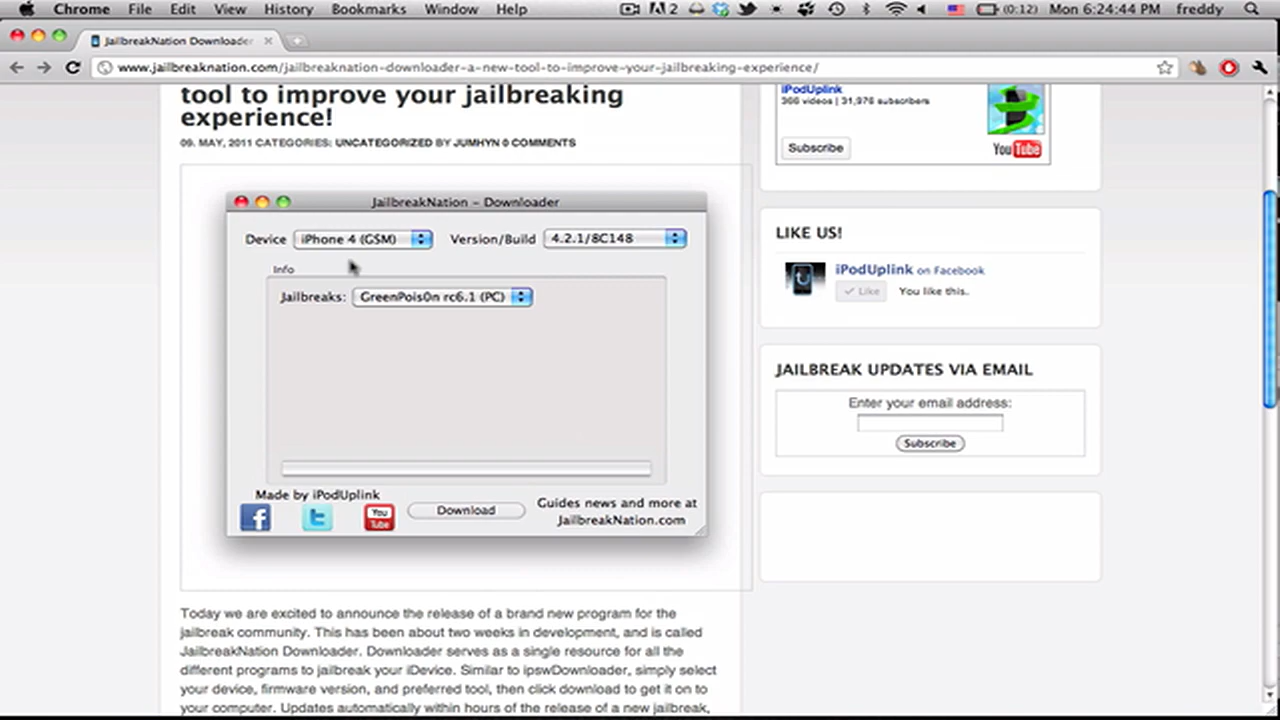 Chrome File Edit View History Bookmarks Window Help 2 (0:12) Mon 6:24:44 PM freddy
JailbreakNation Downloader
www.jailbreaknation.com/jailbreaknation-downloader-a-new-tool-to-improve-your-jailbreaking-experience/
tool to improve your jailbreaking
experience!
09. MAY, 2011 CATEGORIES: UNCATEGORIZED BY JUMHYN 0 COMMENTS
JailbreakNation – Downloader
Device iPhone 4 (GSM) Version/Build 4.2.1/8C148
Info
Jailbreaks: GreenPois0n rc6.1 (PC)
Made by iPodUplink
Download
Guides news and more at
JailbreakNation.com
f
t
You
Tube
Today we are excited to announce the release of a brand new program for the
jailbreak community. This has been about two weeks in development, and is called
JailbreakNation Downloader. Downloader serves as a single resource for all the
different programs to jailbreak your iDevice. Similar to ipswDownloader, simply select
your device, firmware version, and preferred tool, then click download to get it on to
your computer. Updates automatically within hours of the release of a new jailbreak,
iPodUplink
366 videos | 31,976 subscribers
Subscribe
YouTube
LIKE US!
iPodUplink on Facebook
Like You like this.
JAILBREAK UPDATES VIA EMAIL
Enter your email address:
Subscribe